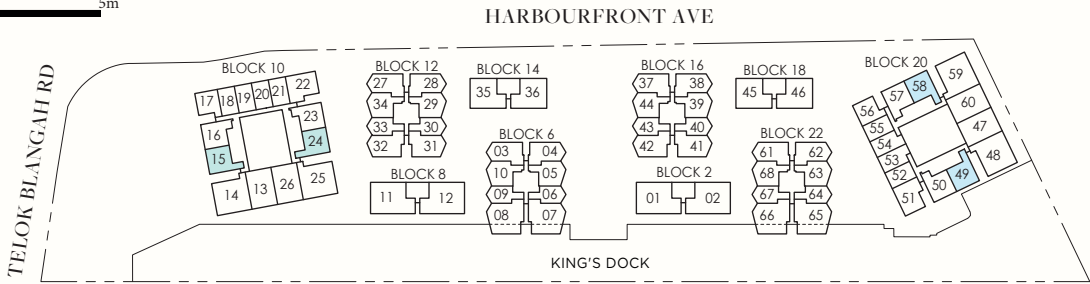 5m
HARBOURFRONT AVE
TELOK BLANGAH RD
BLOCK 10
17 18 19 20 21 22
16 23
15 24
14 13 26 25
BLOCK 12
27 28
34 29
33 30
32 31
BLOCK 14
35 36
BLOCK 6
03 04
10 05
09 06
08 07
BLOCK 8
11 12
BLOCK 16
37 38
44 39
43 40
42 41
BLOCK 18
45 46
BLOCK 2
01 02
BLOCK 22
61 62
68 63
67 64
66 65
BLOCK 20
56 57 58 59
55 60
54 47
53 48
52 50 49
51
KING'S DOCK